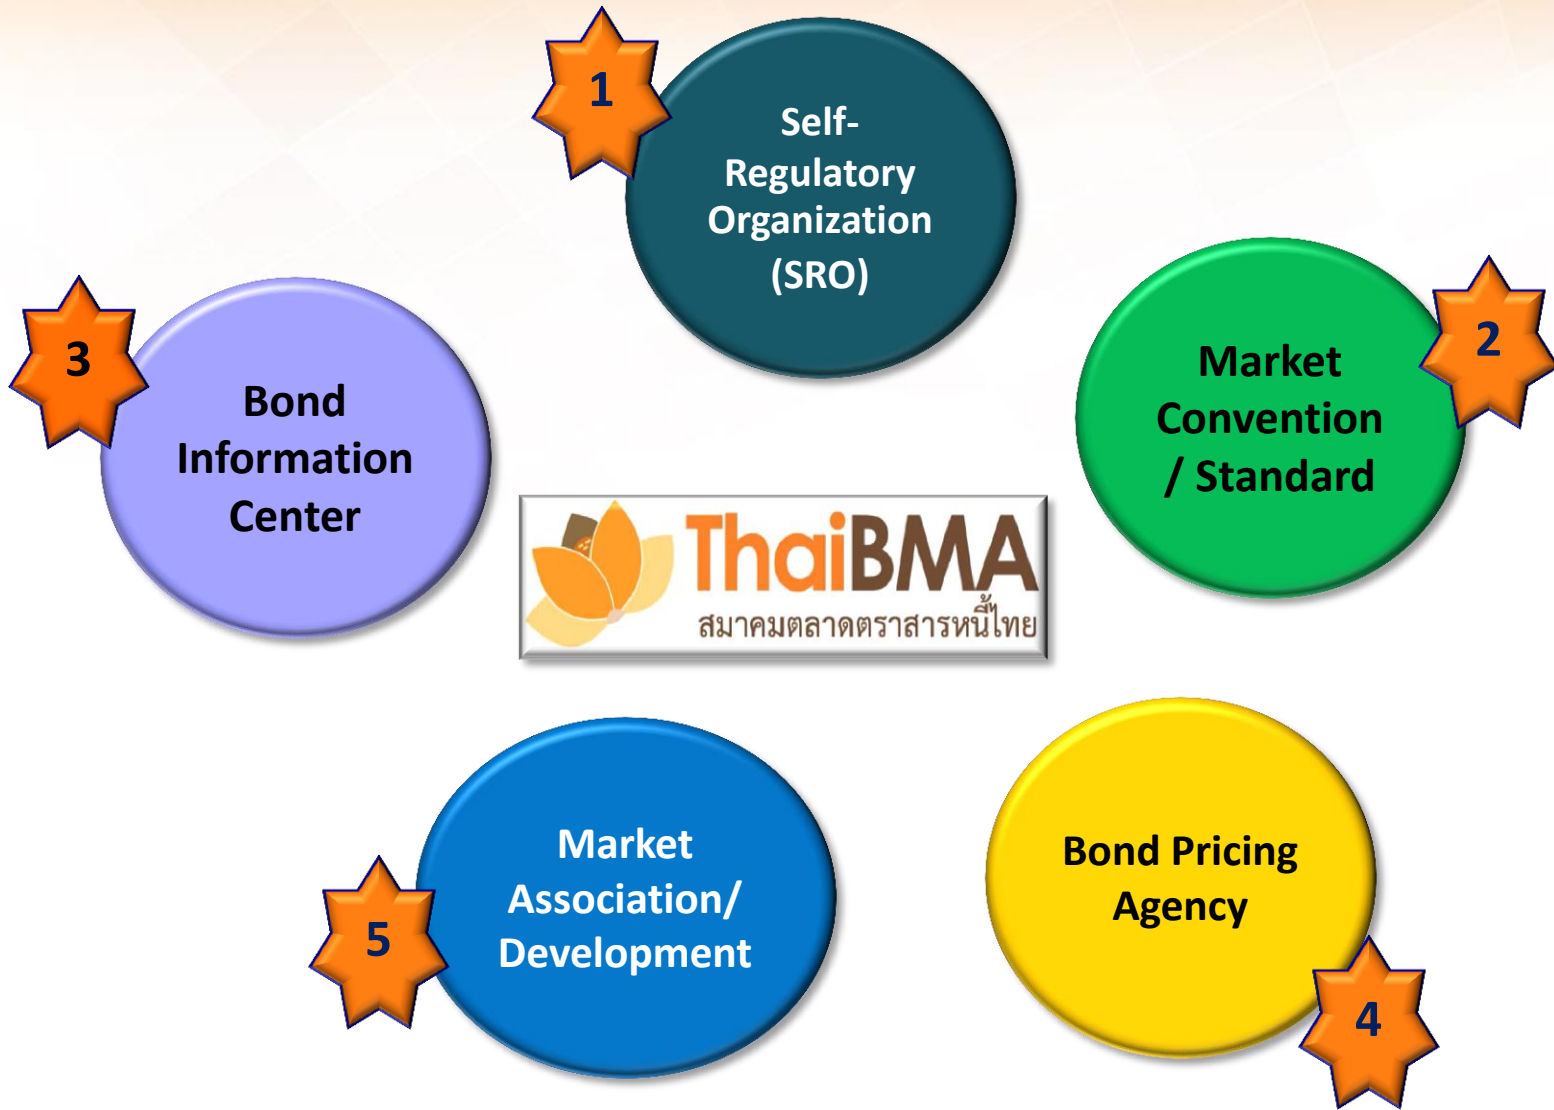 1
Self-
Regulatory
Organization
(SRO)
2
Market
Convention
/ Standard
3
Bond
Information
Center
ThaiBMA
สมาคมตลาดตราสารหนี้ไทย
Bond Pricing
Agency
4
Market
Association/
Development
5